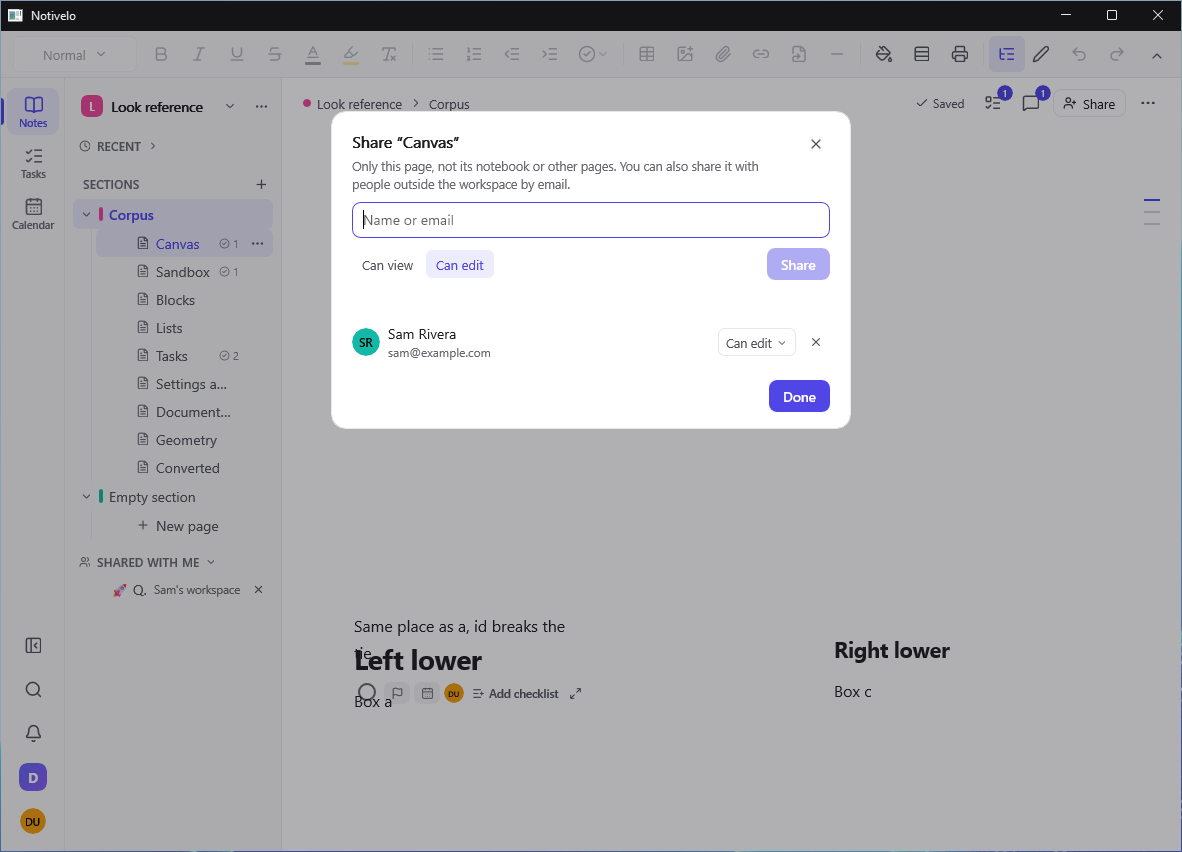 Notivelo
Normal
Notes
Tasks
Calendar
L Look reference
RECENT
SECTIONS
Corpus
Canvas 1
Sandbox 1
Blocks
Lists
Tasks 2
Settings a...
Document...
Geometry
Converted
Empty section
New page
SHARED WITH ME
Q. Sam's workspace
D
DU
Look reference > Corpus
Saved
1
1
Share
Share “Canvas”
Only this page, not its notebook or other pages. You can also share it with
people outside the workspace by email.
Name or email
Can view Can edit Share
SR Sam Rivera
sam@example.com
Can edit
Done
Same place as a, id breaks the
tie.
Left lower
DU Add checklist
Box a
Right lower
Box c